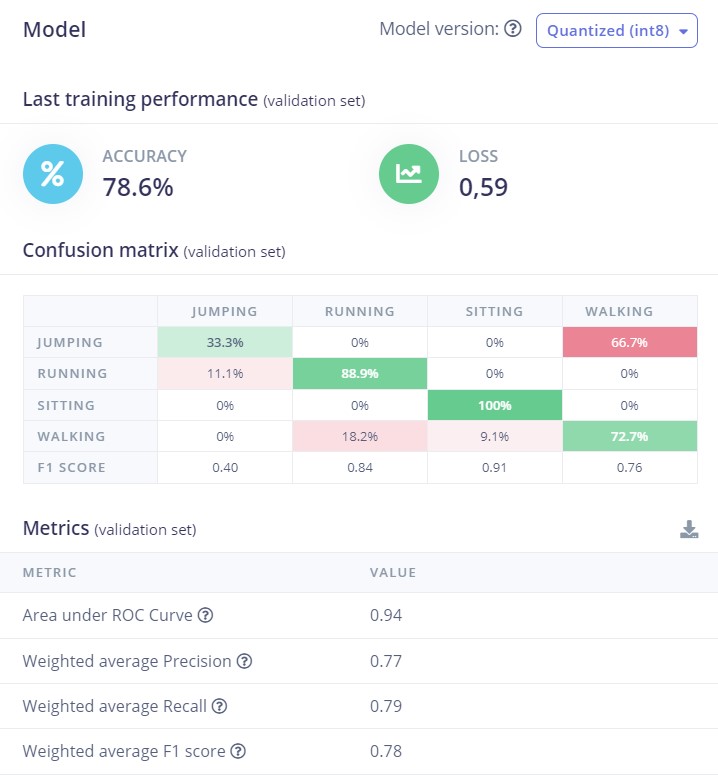 Model
Model version: Quantized (int8)
Last training performance (validation set)
% ACCURACY
78.6%
LOSS
0,59
Confusion matrix (validation set)
JUMPING RUNNING SITTING WALKING
JUMPING 33.3% 0% 0% 66.7%
RUNNING 11.1% 88.9% 0% 0%
SITTING 0% 0% 100% 0%
WALKING 0% 18.2% 9.1% 72.7%
F1 SCORE 0.40 0.84 0.91 0.76
Metrics (validation set)
METRIC VALUE
Area under ROC Curve 0.94
Weighted average Precision 0.77
Weighted average Recall 0.79
Weighted average F1 score 0.78